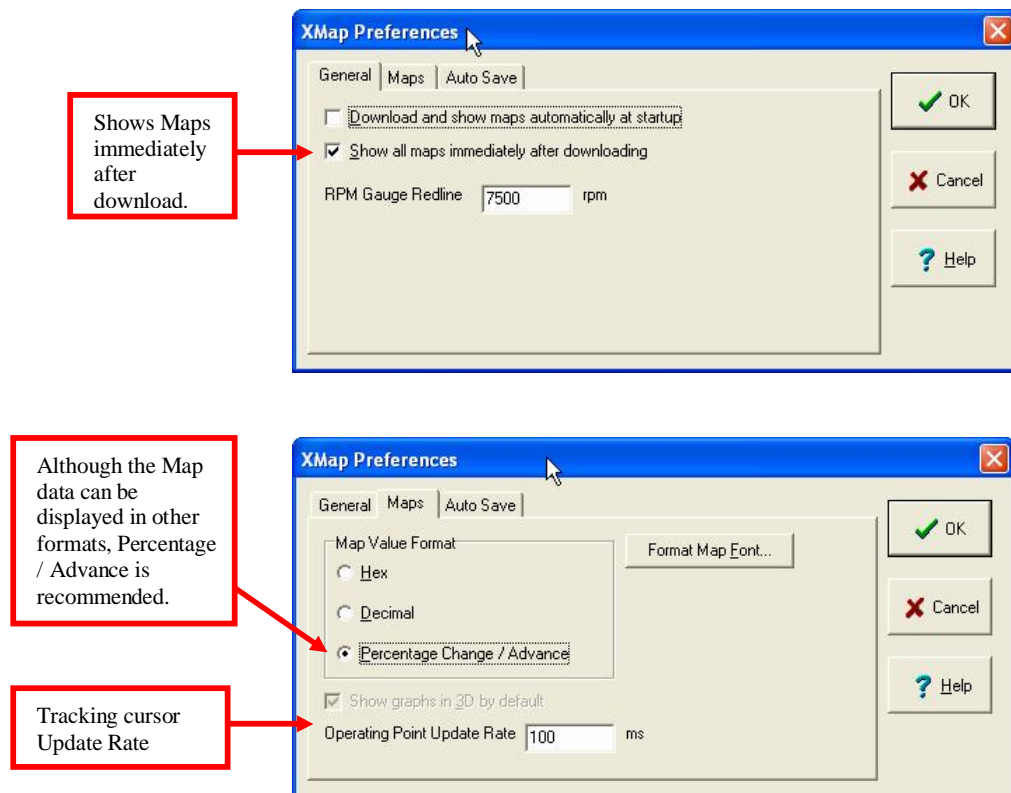 XMap Preferences
General Maps Auto Save
Download and show maps automatically at startup
Show all maps immediately after downloading
RPM Gauge Redline 7500 rpm
OK
Cancel
Help
Shows Maps
immediately
after
download.
XMap Preferences
General Maps Auto Save
Map Value Format
Hex
Decimal
Percentage Change / Advance
Format Map Font...
Show graphs in 3D by default
Operating Point Update Rate 100 ms
OK
Cancel
Help
Although the Map
data can be
displayed in other
formats, Percentage
/ Advance is
recommended.
Tracking cursor
Update Rate